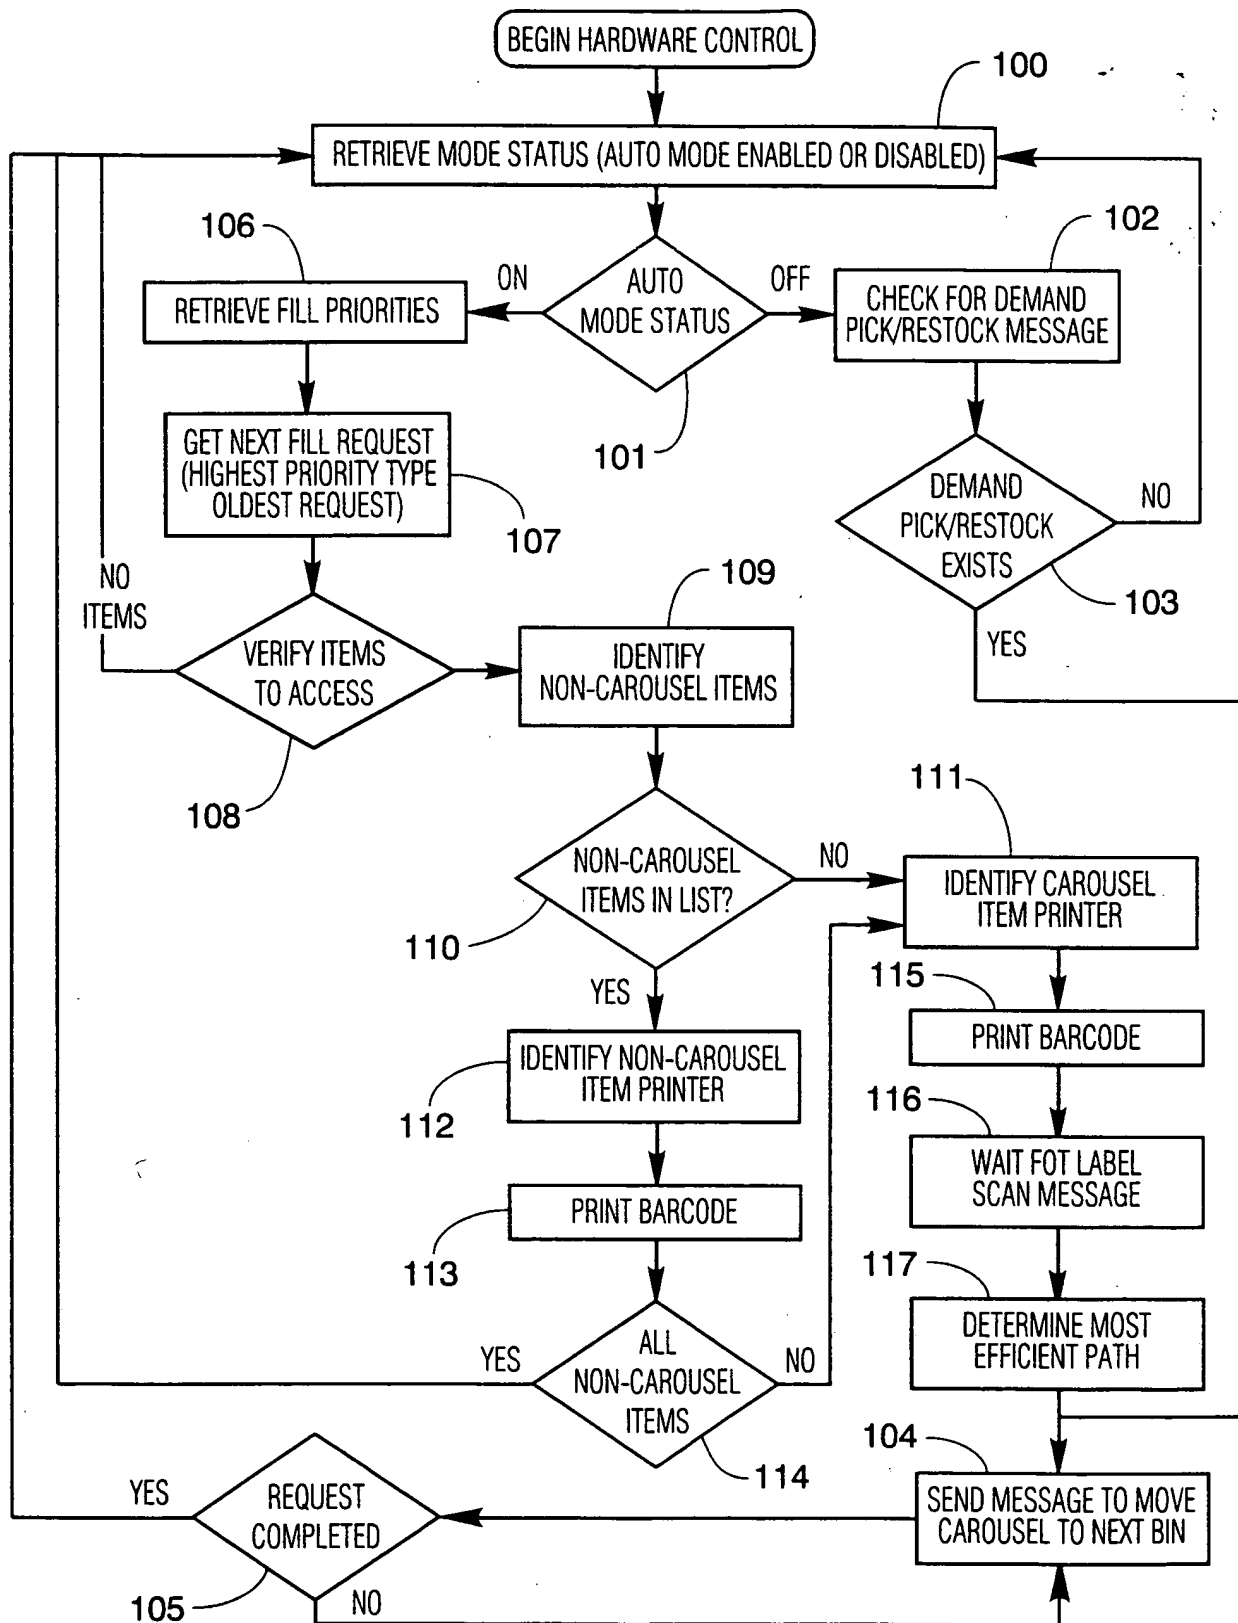 BEGIN HARDWARE CONTROL
100
RETRIEVE MODE STATUS (AUTO MODE ENABLED OR DISABLED)
106
102
ON
AUTO
MODE STATUS
OFF
RETRIEVE FILL PRIORITIES
CHECK FOR DEMAND
PICK/RESTOCK MESSAGE
101
GET NEXT FILL REQUEST
(HIGHEST PRIORITY TYPE
OLDEST REQUEST)
107
DEMAND
PICK/RESTOCK
EXISTS
NO
103
YES
NO
ITEMS
109
VERIFY ITEMS
TO ACCESS
108
IDENTIFY
NON-CAROUSEL ITEMS
111
NON-CAROUSEL
ITEMS IN LIST?
NO
110
YES
IDENTIFY CAROUSEL
ITEM PRINTER
115
PRINT BARCODE
IDENTIFY NON-CAROUSEL
ITEM PRINTER
112
116
WAIT FOT LABEL
SCAN MESSAGE
PRINT BARCODE
113
117
DETERMINE MOST
EFFICIENT PATH
YES
ALL
NON-CAROUSEL
ITEMS
NO
114
104
SEND MESSAGE TO MOVE
CAROUSEL TO NEXT BIN
YES
REQUEST
COMPLETED
105
NO